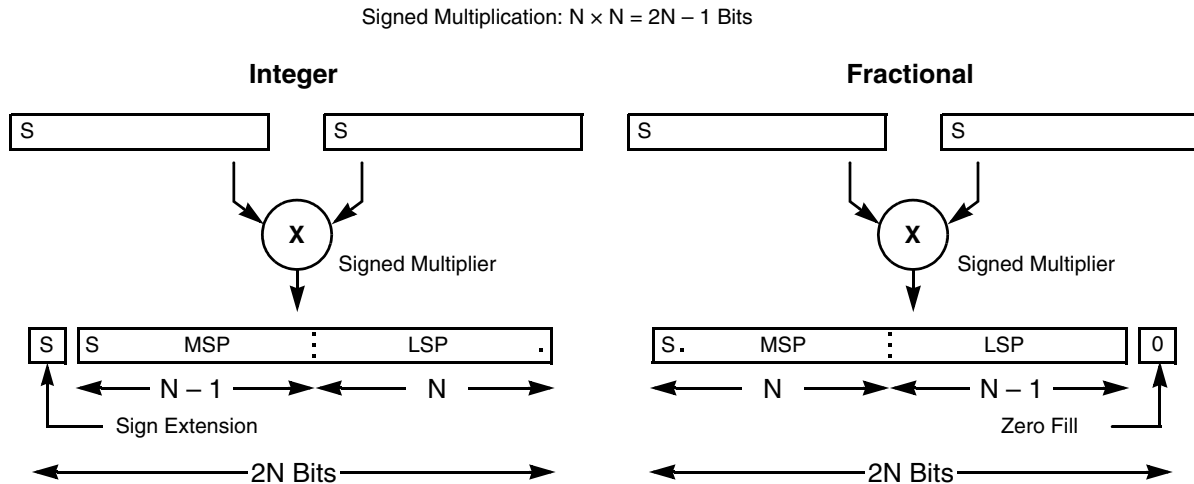 Signed Multiplication: N × N = 2N – 1 Bits
Integer
Fractional
S
S
S
S
X
X
Signed Multiplier
Signed Multiplier
S
S MSP LSP .
S. MSP LSP
0
N – 1
N
N
N – 1
Sign Extension
Zero Fill
2N Bits
2N Bits